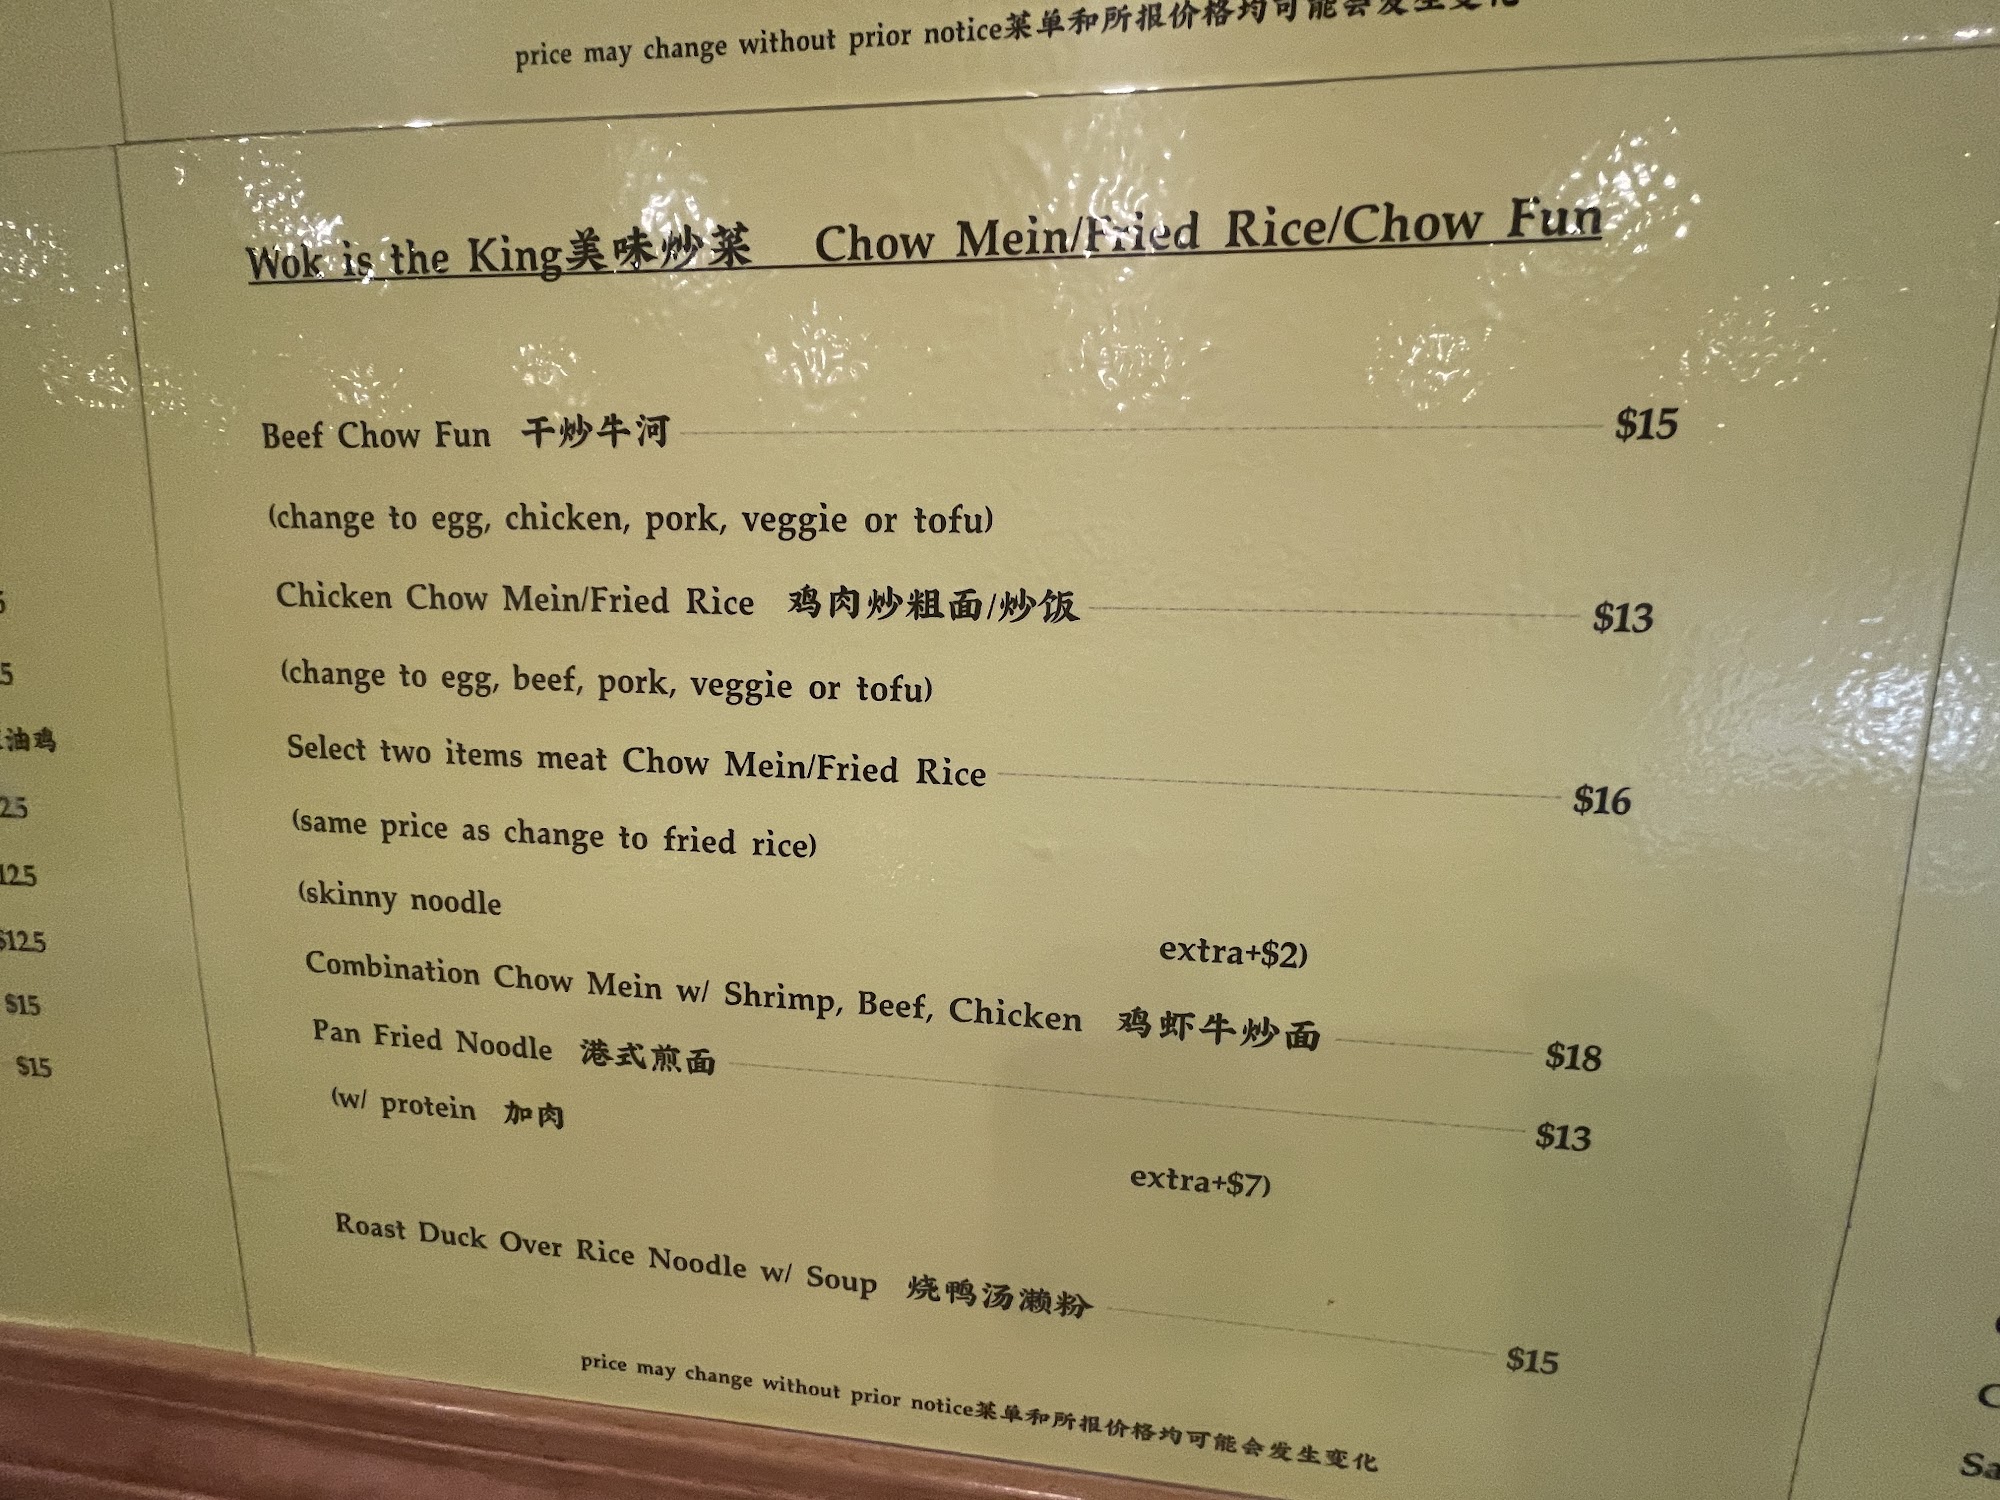 price may change without prior notice菜单和所报价格均可能会发生变化
Wok is the King美味炒菜 Chow Mein/Fried Rice/Chow Fun
Beef Chow Fun 干炒牛河 $15
(change to egg, chicken, pork, veggie or tofu)
Chicken Chow Mein/Fried Rice 鸡肉炒粗面/炒饭 $13
(change to egg, beef, pork, veggie or tofu)
Select two items meat Chow Mein/Fried Rice $16
(same price as change to fried rice)
(skinny noodle extra+$2)
Combination Chow Mein w/ Shrimp, Beef, Chicken 鸡虾牛炒面 $18
Pan Fried Noodle 港式煎面 $13
(w/ protein 加肉 extra+$7)
Roast Duck Over Rice Noodle w/ Soup 烧鸭汤濑粉 $15
price may change without prior notice菜单和所报价格均可能会发生变化
油鸡
$12.5
$15
$15